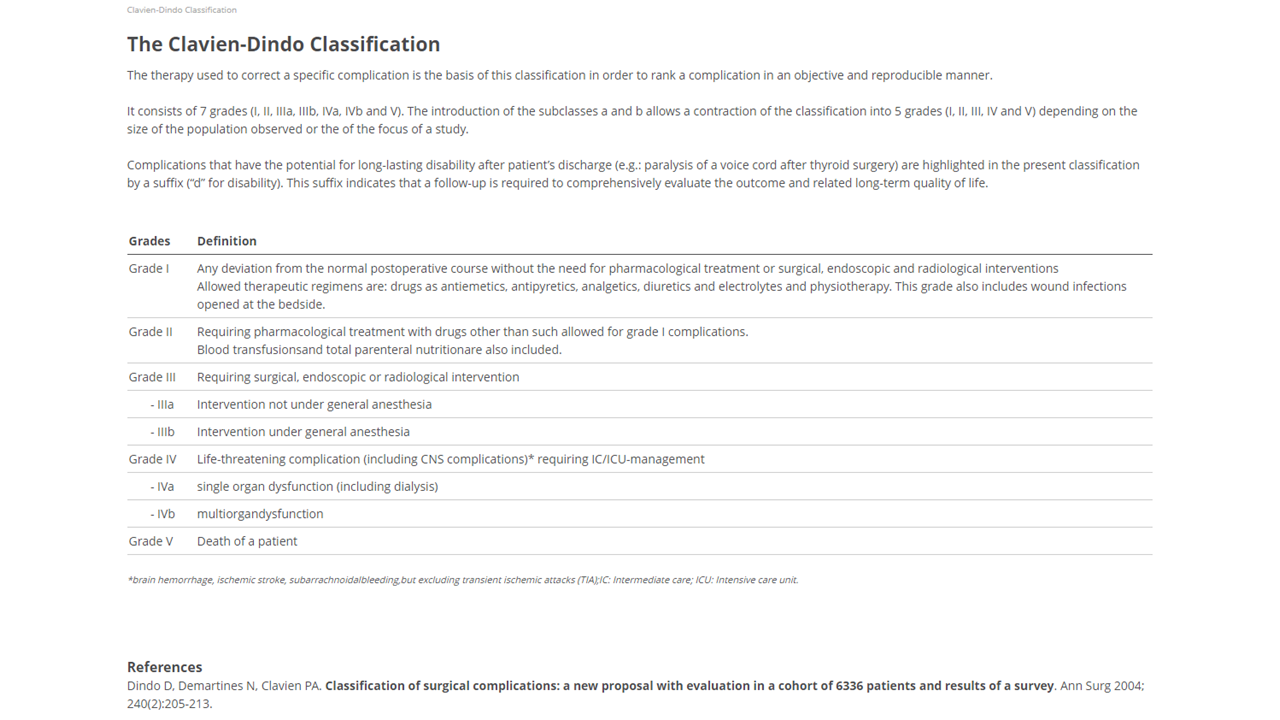 Clavien-Dindo Classification
The Clavien-Dindo Classification
The therapy used to correct a specific complication is the basis of this classification in order to rank a complication in an objective and reproducible manner.
It consists of 7 grades (I, II, IIIa, IIIb, IVa, IVb and V). The introduction of the subclasses a and b allows a contraction of the classification into 5 grades (I, II, III, IV and V) depending on the
size of the population observed or the of the focus of a study.
Complications that have the potential for long-lasting disability after patient’s discharge (e.g.: paralysis of a voice cord after thyroid surgery) are highlighted in the present classification
by a suffix (“d” for disability). This suffix indicates that a follow-up is required to comprehensively evaluate the outcome and related long-term quality of life.
Grades Definition
Grade I Any deviation from the normal postoperative course without the need for pharmacological treatment or surgical, endoscopic and radiological interventions
Allowed therapeutic regimens are: drugs as antiemetics, antipyretics, analgetics, diuretics and electrolytes and physiotherapy. This grade also includes wound infections
opened at the bedside.
Grade II Requiring pharmacological treatment with drugs other than such allowed for grade I complications.
Blood transfusionsand total parenteral nutritionare also included.
Grade III Requiring surgical, endoscopic or radiological intervention
- IIIa Intervention not under general anesthesia
- IIIb Intervention under general anesthesia
Grade IV Life-threatening complication (including CNS complications)* requiring IC/ICU-management
- IVa single organ dysfunction (including dialysis)
- IVb multiorgandysfunction
Grade V Death of a patient
*brain hemorrhage, ischemic stroke, subarrachnoidalbleeding,but excluding transient ischemic attacks (TIA);IC: Intermediate care; ICU: Intensive care unit.
References
Dindo D, Demartines N, Clavien PA. Classification of surgical complications: a new proposal with evaluation in a cohort of 6336 patients and results of a survey. Ann Surg 2004;
240(2):205-213.